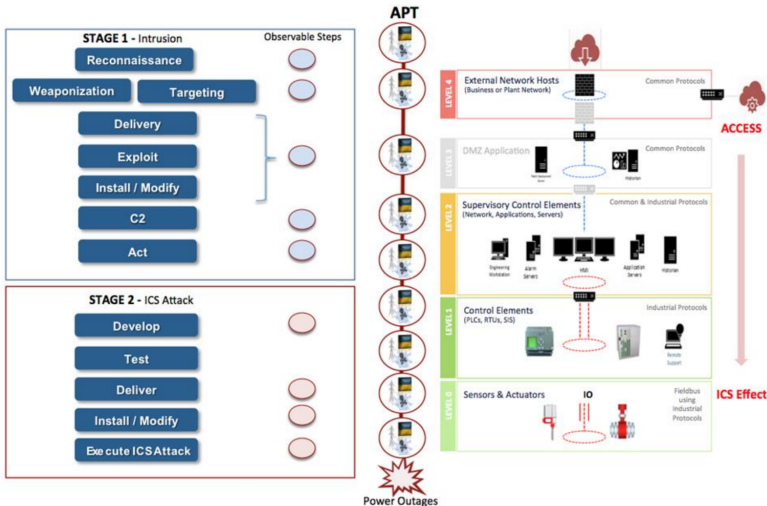 STAGE 1 - Intrusion
Observable Steps
Reconnaissance
Weaponization
Targeting
Delivery
Exploit
Install / Modify
C2
Act
STAGE 2 - ICS Attack
Develop
Test
Deliver
Install / Modify
Execute ICS Attack
APT
Power Outages
LEVEL 4
External Network Hosts
(Business or Plant Network)
Common Protocols
ACCESS
LEVEL 3
DMZ Application
Common Protocols
Historian
LEVEL 2
Supervisory Control Elements
(Network, Applications, Servers)
Common & Industrial Protocols
Engineering
Workstation
Alarm
Servers
HMI
Application
Servers
Historian
LEVEL 1
Control Elements
(PLCs, RTUs, SIS)
Industrial Protocols
Remote
Support
LEVEL 0
Sensors & Actuators
IO
Fieldbus
using
Industrial
Protocols
ICS Effect